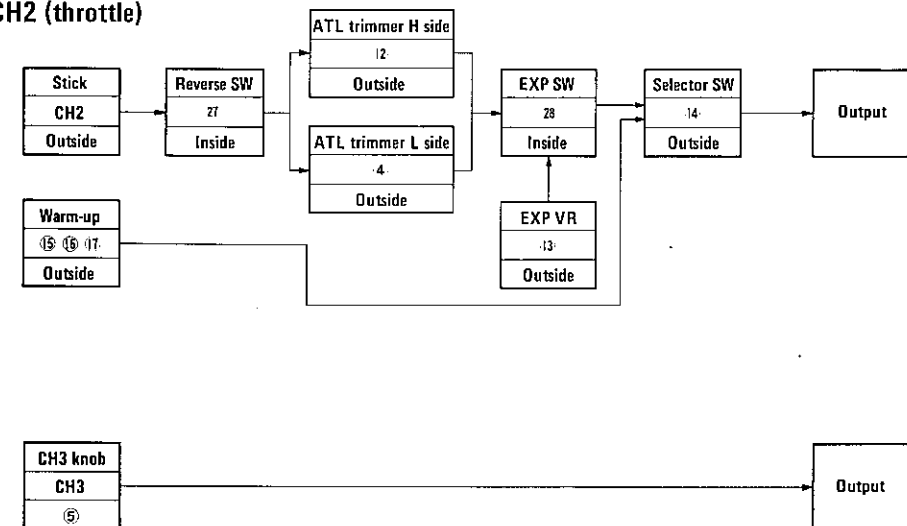 CH2 (throttle)
Stick
CH2
Outside
Reverse SW
27
Inside
ATL trimmer H side
12
Outside
ATL trimmer L side
4
Outside
EXP SW
28
Inside
EXP VR
13
Outside
Selector SW
14
Outside
Output
Warm-up
⑮ ⑯ ⑰
Outside
CH3 knob
CH3
⑤
Output